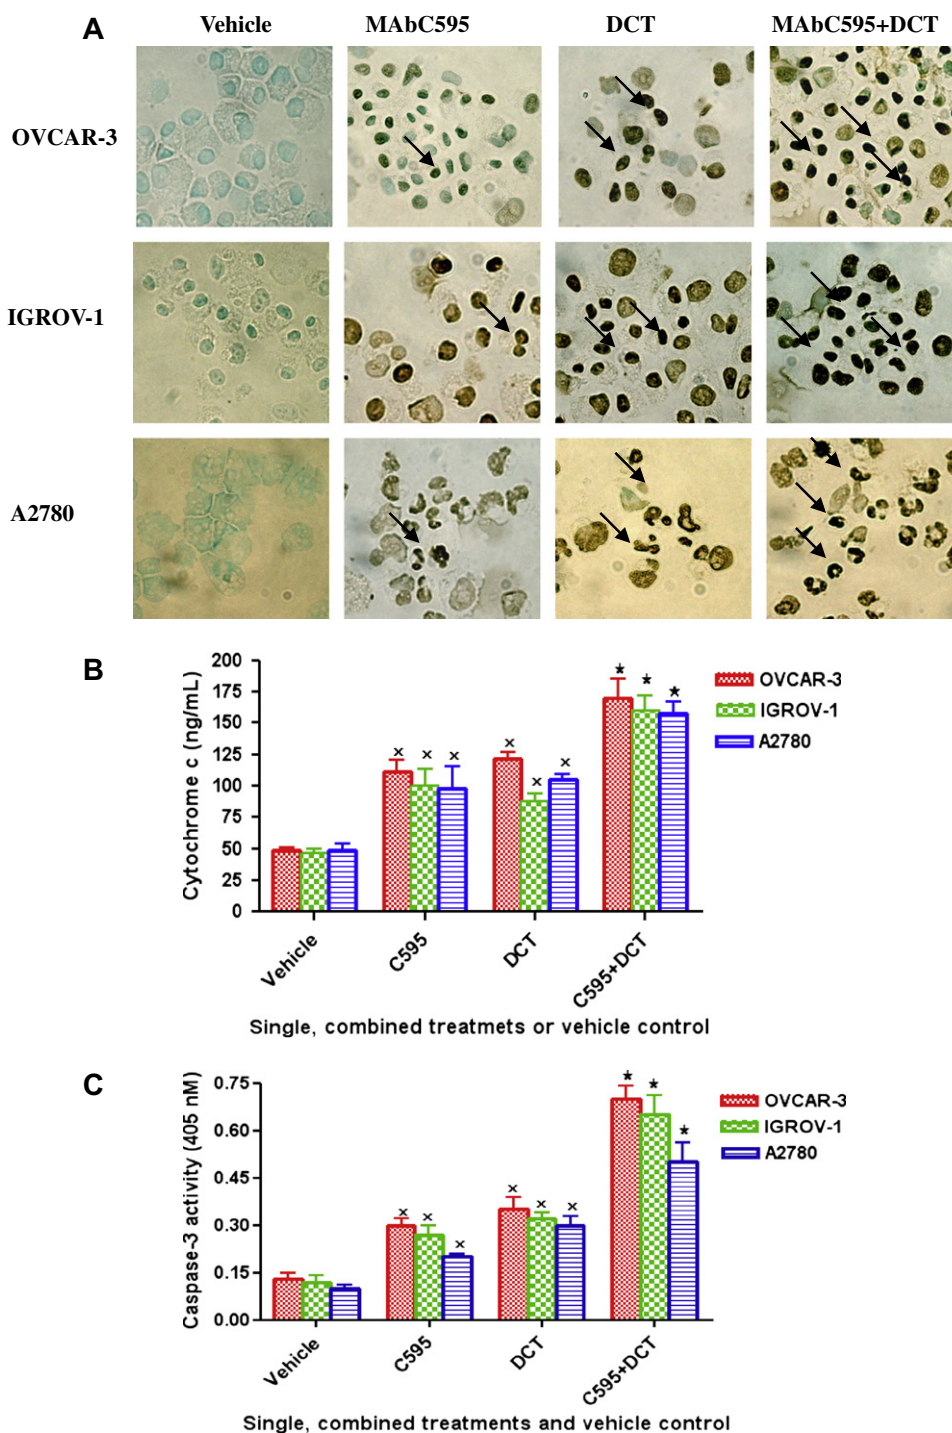 A
Vehicle MAbC595 DCT MAbC595+DCT
OVCAR-3
IGROV-1
A2780
B
200
175
150
125
100
75
50
25
0
Cytochrome c (ng/mL)
× × × × × × ★ ★ ★
OVCAR-3
IGROV-1
A2780
Vehicle C595 DCT C595+DCT
Single, combined treatmets or vehicle control
C
0.75
0.60
0.45
0.30
0.15
0.00
Caspase-3 activity (405 nM)
× × × × × × ★ ★ ★
OVCAR-3
IGROV-1
A2780
Vehicle C595 DCT C595+DCT
Single, combined treatments and vehicle control